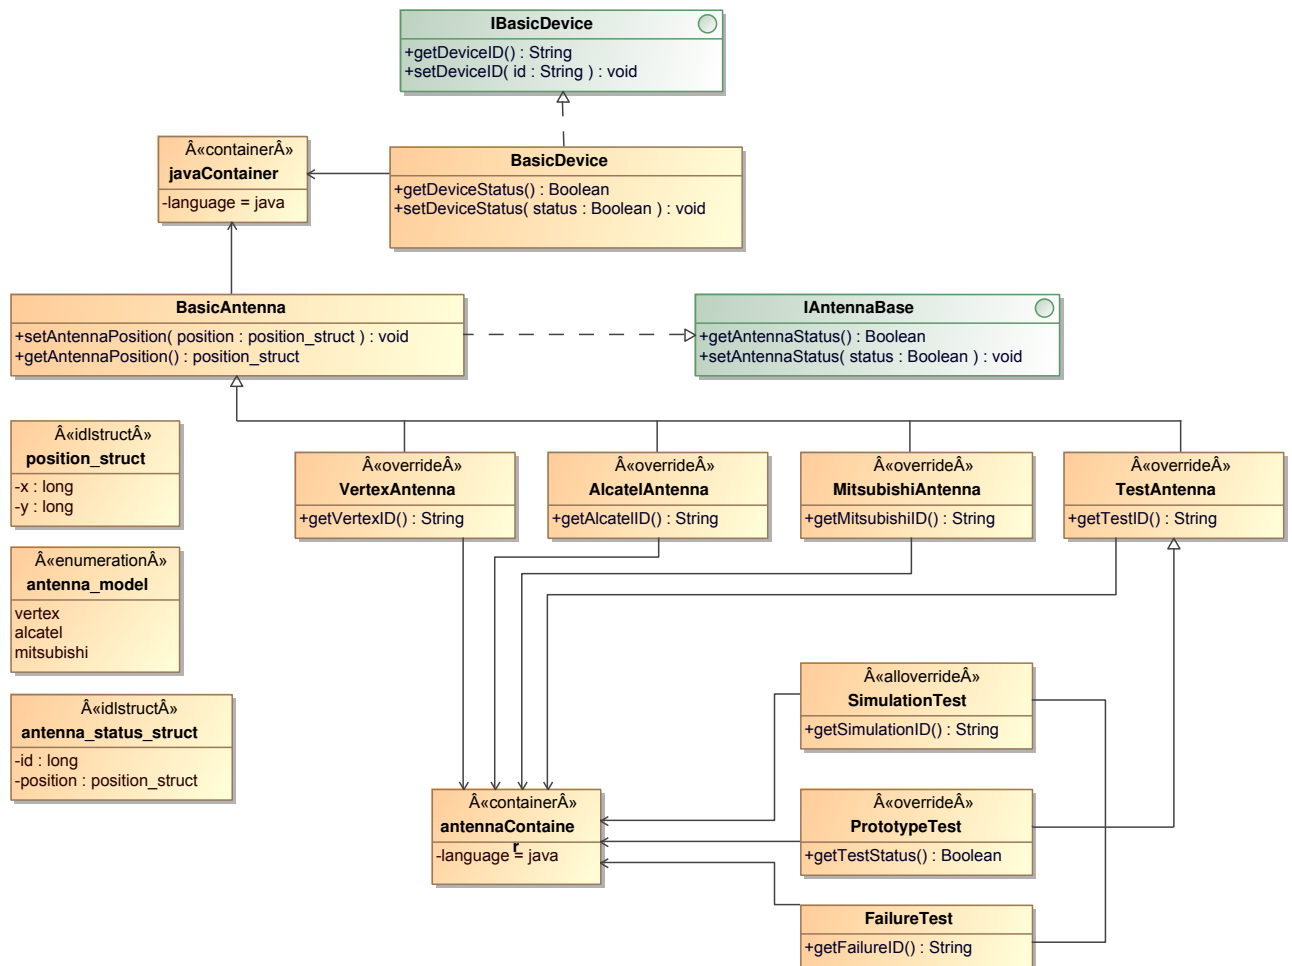 IBasicDevice
+getDeviceID() : String
+setDeviceID( id : String ) : void
Â«containerÂ»
javaContainer
-language = java
BasicDevice
+getDeviceStatus() : Boolean
+setDeviceStatus( status : Boolean ) : void
BasicAntenna
+setAntennaPosition( position : position_struct ) : void
+getAntennaPosition() : position_struct
IAntennaBase
+getAntennaStatus() : Boolean
+setAntennaStatus( status : Boolean ) : void
Â«idlstructÂ»
position_struct
-x : long
-y : long
Â«overrideÂ»
VertexAntenna
+getVertexID() : String
Â«overrideÂ»
AlcatelAntenna
+getAlcatelID() : String
Â«overrideÂ»
MitsubishiAntenna
+getMitsubishiID() : String
Â«overrideÂ»
TestAntenna
+getTestID() : String
Â«enumerationÂ»
antenna_model
vertex
alcatel
mitsubishi
Â«idlstructÂ»
antenna_status_struct
-id : long
-position : position_struct
Â«alloverrideÂ»
SimulationTest
+getSimulationID() : String
Â«containerÂ»
antennaContaine
r
-language = java
Â«overrideÂ»
PrototypeTest
+getTestStatus() : Boolean
FailureTest
+getFailureID() : String